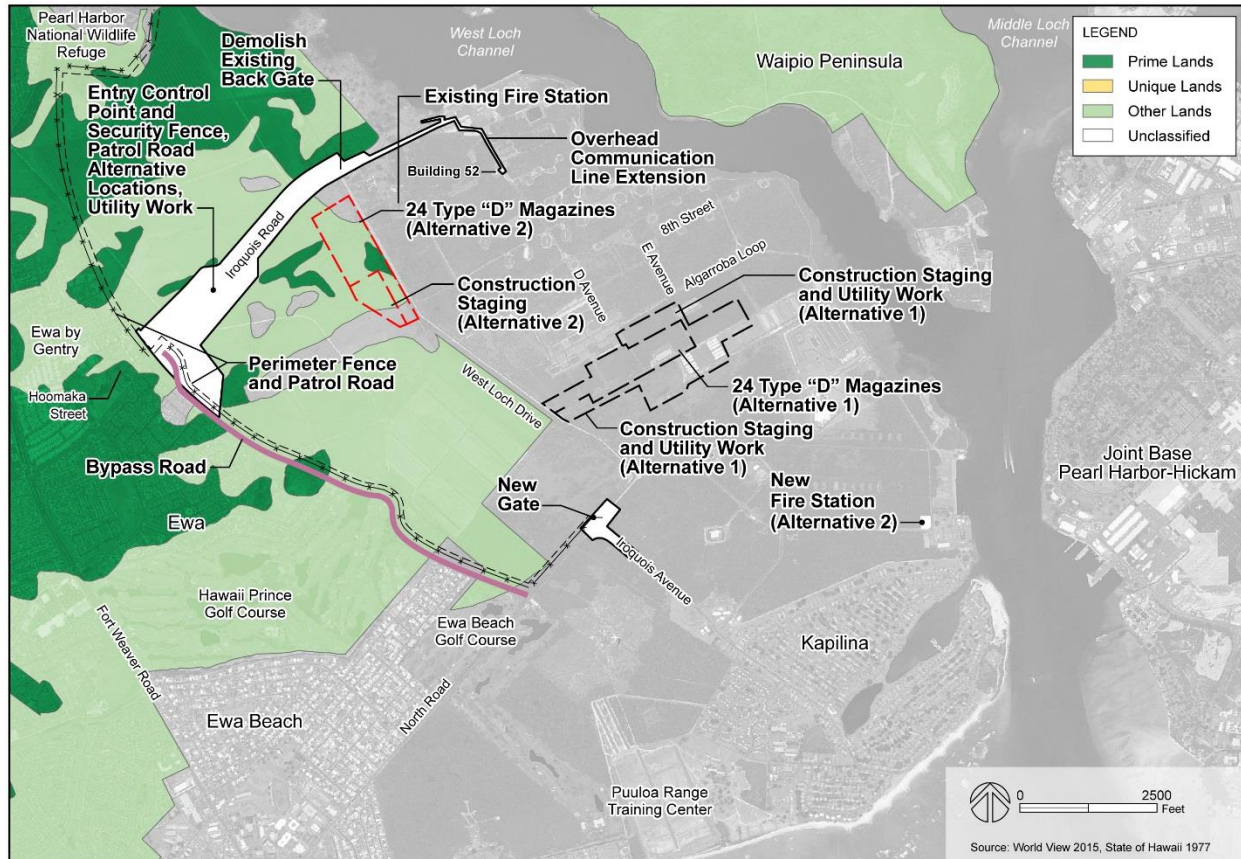 Pearl Harbor
National Wildlife
Refuge
West Loch
Channel
Middle Loch
Channel
LEGEND
Prime Lands
Unique Lands
Other Lands
Unclassified
Waipio Peninsula
Demolish
Existing
Back Gate
Entry Control
Point and
Security Fence,
Patrol Road
Alternative
Locations,
Utility Work
Existing Fire Station
Overhead
Communication
Line Extension
Building 52
Iroquois Road
24 Type “D” Magazines
(Alternative 2)
8th Street
E Avenue
Algarroba Loop
D Avenue
Construction
Staging
(Alternative 2)
Construction Staging
and Utility Work
(Alternative 1)
Ewa by
Gentry
Perimeter Fence
and Patrol Road
Hoomaka
Street
West Loch Drive
24 Type “D” Magazines
(Alternative 1)
Construction Staging
and Utility Work
(Alternative 1)
Bypass Road
Joint Base
Pearl Harbor-Hickam
New
Gate
New
Fire Station
(Alternative 2)
Ewa
Iroquois Avenue
Hawaii Prince
Golf Course
Ewa Beach
Golf Course
Fort Weaver Road
Kapilina
Ewa Beach
North Road
Puuloa Range
Training Center
0 2500
Feet
Source: World View 2015, State of Hawaii 1977